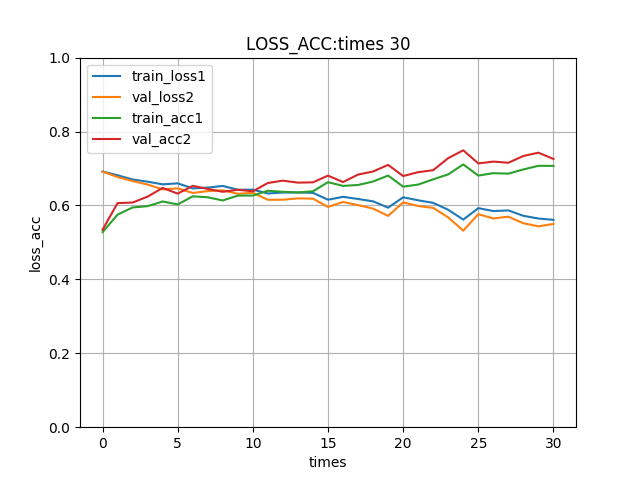 LOSS_ACC:times 30
1.0
0.8
0.6
0.4
0.2
0.0
loss_acc
train_loss1
val_loss2
train_acc1
val_acc2
0 5 10 15 20 25 30
times